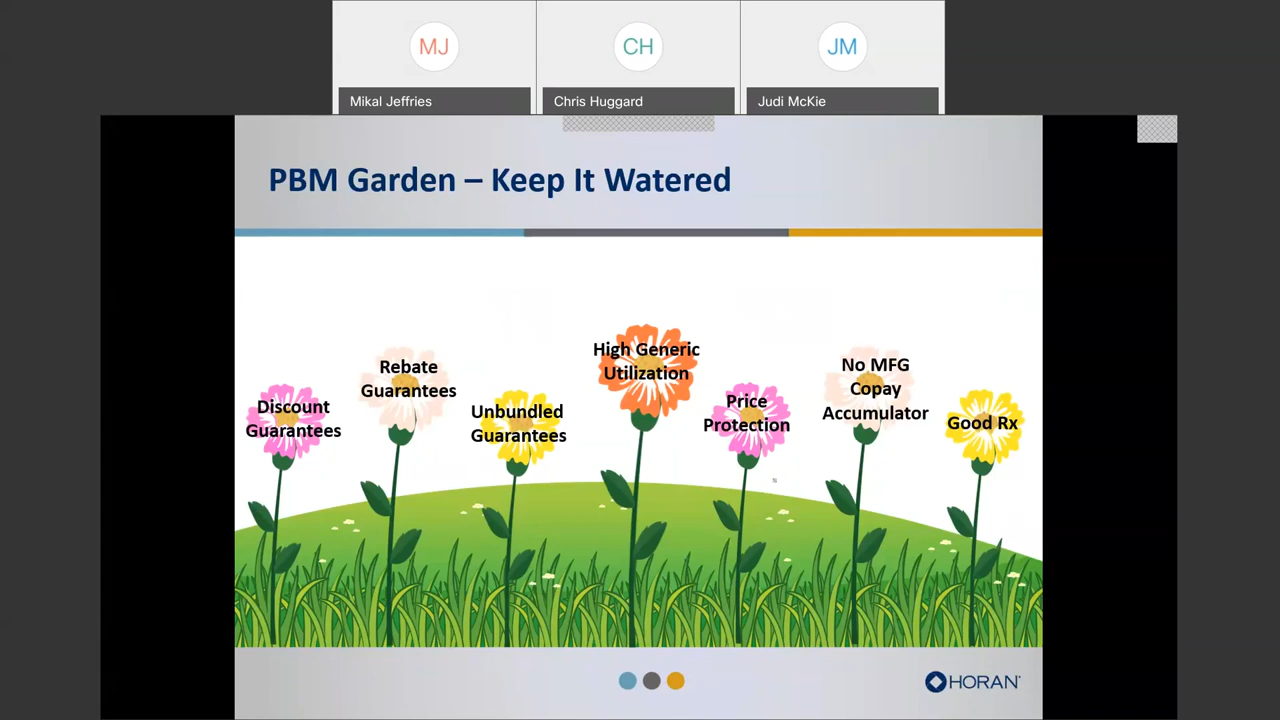 MJ
CH
JM
Mikal Jeffries
Chris Huggard
Judi McKie
PBM Garden – Keep It Watered
Discount
Guarantees
Rebate
Guarantees
Unbundled
Guarantees
High Generic
Utilization
Price
Protection
No MFG
Copay
Accumulator
Good Rx
HORAN